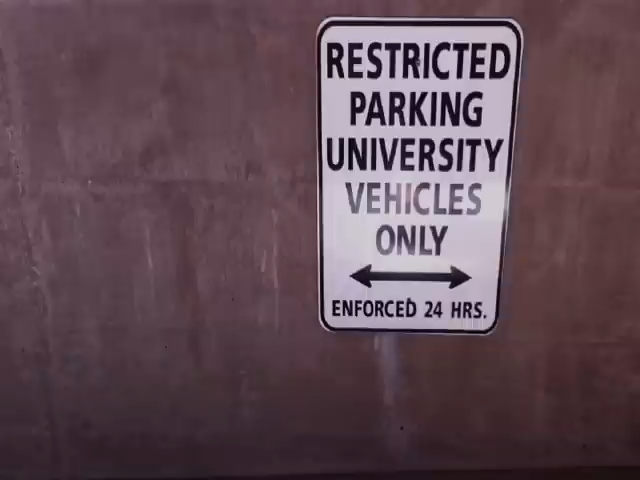 RESTRICTED
PARKING
UNIVERSITY
VEHICLES
ONLY
ENFORCED 24 HRS.